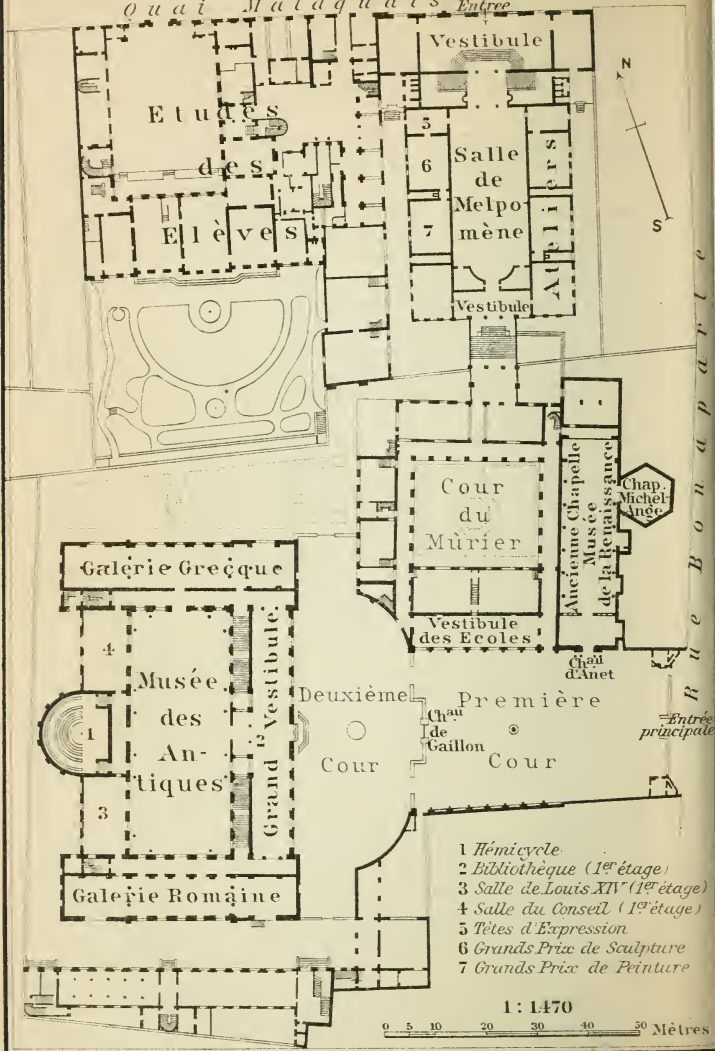 Quai Malaquais
Entrée
Vestibule
N
S
Etudes
des
Elèves
5
6
7
Salle
de
Melpo-
mène
Ateliers
Vestibule
Rue Bonaparte
Cour
du
Mûrier
Ancienne Chapelle
Musée
de la Renaissance
Chap.
Michel-
Ange
Vestibule
des Ecoles
Chau
d'Anet
Galerie Grecque
4
Musée
des
An-
tiques
1
3
2
Grand Vestibule
Galerie Romaine
Deuxième
Cour
Chau
de
Gaillon
Première
Cour
Entrée
principale
1 Hémicycle
2 Bibliothèque (1er étage)
3 Salle de Louis XIV (1er étage)
4 Salle du Conseil (1er étage)
5 Têtes d'Expression
6 Grands Prix de Sculpture
7 Grands Prix de Peinture
1 : 1470
0 5 10 20 30 40 50 Mètres